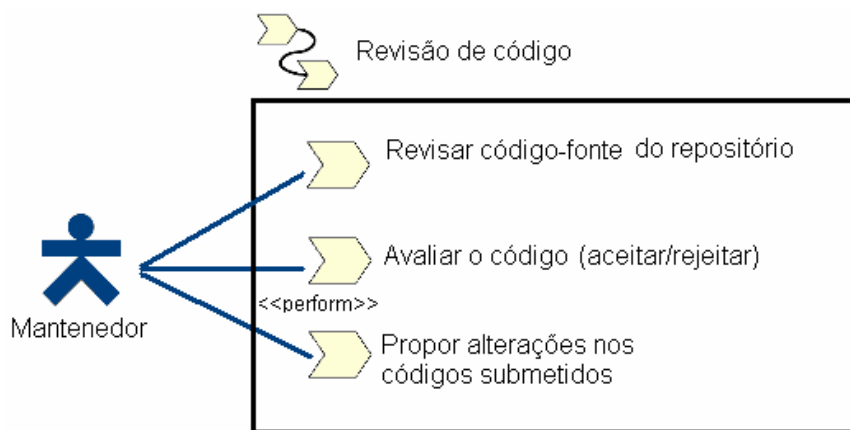 Revisão de código
Revisar código-fonte do repositório
Avaliar o código (aceitar/rejeitar)
<<perform>>
Mantenedor
Propor alterações nos
códigos submetidos